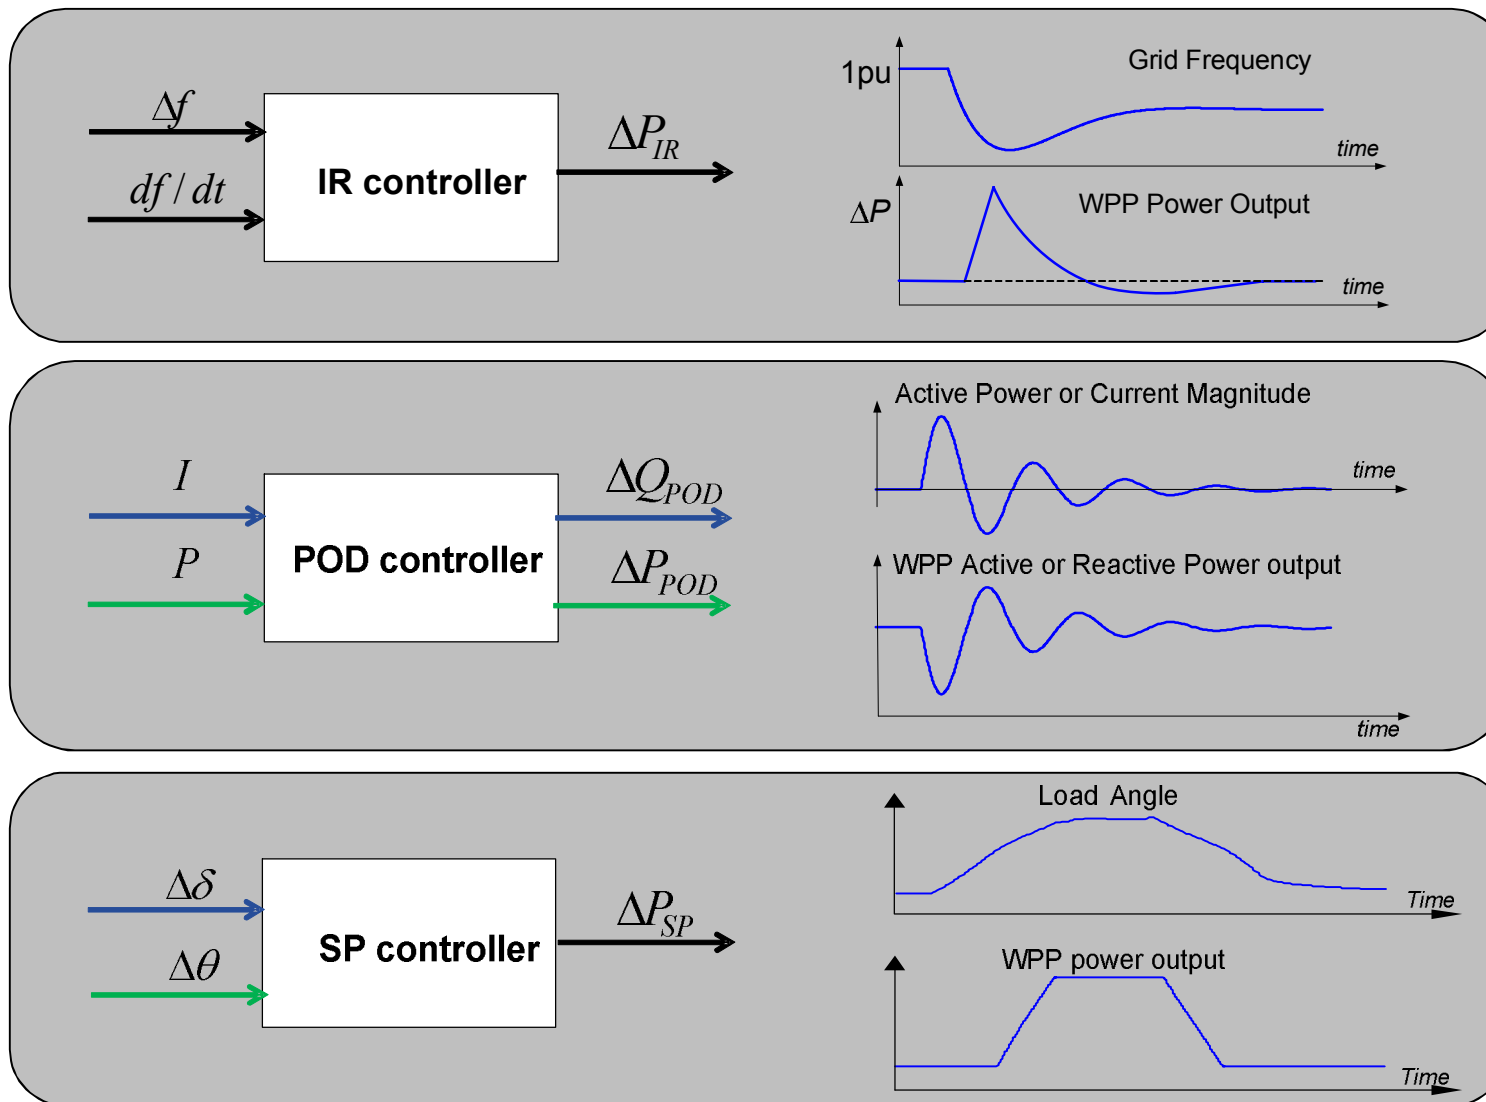 Δf
df / dt
IR controller
ΔP_IR
Grid Frequency
1pu
time
ΔP
WPP Power Output
time
I
P
POD controller
ΔQ_POD
ΔP_POD
Active Power or Current Magnitude
time
WPP Active or Reactive Power output
time
Δδ
Δθ
SP controller
ΔP_SP
Load Angle
Time
WPP power output
Time